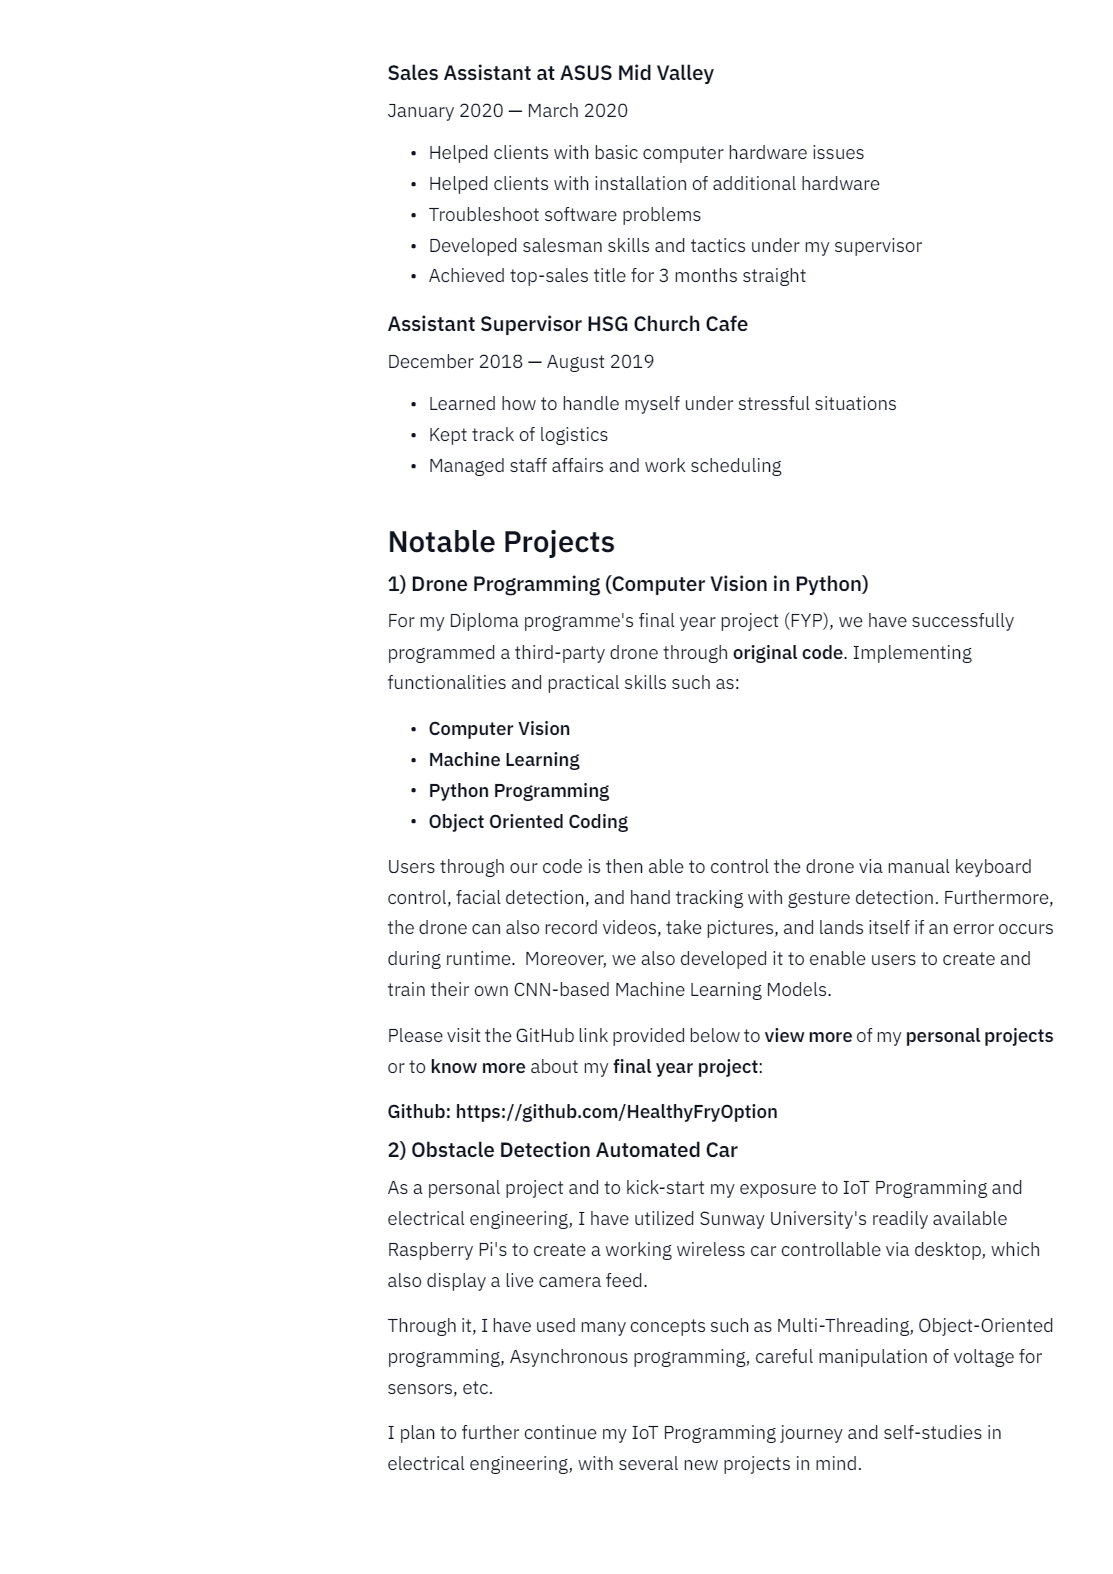 Sales Assistant at ASUS Mid Valley
January 2020 — March 2020
• Helped clients with basic computer hardware issues
• Helped clients with installation of additional hardware
• Troubleshoot software problems
• Developed salesman skills and tactics under my supervisor
• Achieved top-sales title for 3 months straight
Assistant Supervisor HSG Church Cafe
December 2018 — August 2019
• Learned how to handle myself under stressful situations
• Kept track of logistics
• Managed staff affairs and work scheduling
Notable Projects
1) Drone Programming (Computer Vision in Python)
For my Diploma programme's final year project (FYP), we have successfully
programmed a third-party drone through original code. Implementing
functionalities and practical skills such as:
• Computer Vision
• Machine Learning
• Python Programming
• Object Oriented Coding
Users through our code is then able to control the drone via manual keyboard
control, facial detection, and hand tracking with gesture detection. Furthermore,
the drone can also record videos, take pictures, and lands itself if an error occurs
during runtime.  Moreover, we also developed it to enable users to create and
train their own CNN-based Machine Learning Models.
Please visit the GitHub link provided below to view more of my personal projects
or to know more about my final year project:
Github: https://github.com/HealthyFryOption
2) Obstacle Detection Automated Car
As a personal project and to kick-start my exposure to IoT Programming and
electrical engineering, I have utilized Sunway University's readily available
Raspberry Pi's to create a working wireless car controllable via desktop, which
also display a live camera feed.
Through it, I have used many concepts such as Multi-Threading, Object-Oriented
programming, Asynchronous programming, careful manipulation of voltage for
sensors, etc.
I plan to further continue my IoT Programming journey and self-studies in
electrical engineering, with several new projects in mind.